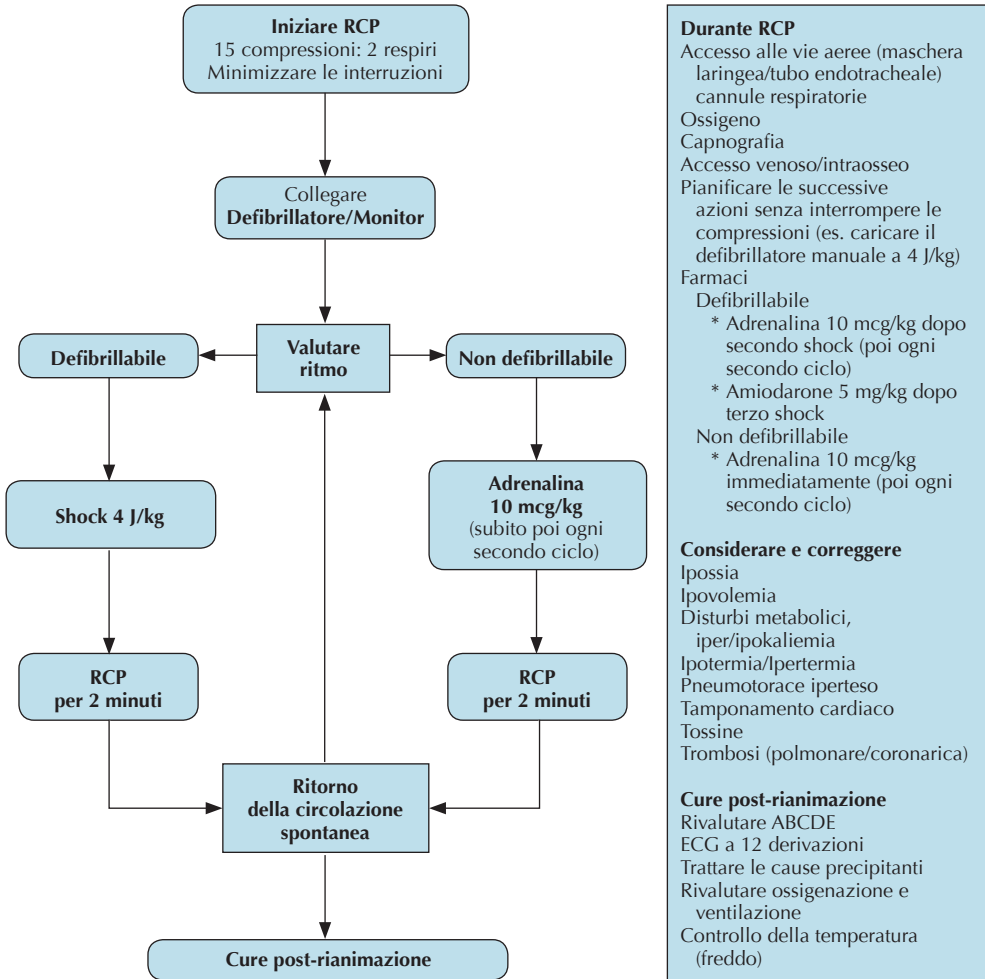 Iniziare RCP
15 compressioni: 2 respiri
Minimizzare le interruzioni
Collegare
Defibrillatore/Monitor
Defibrillabile
Valutare
ritmo
Non defibrillabile
Shock 4 J/kg
Adrenalina
10 mcg/kg
(subito poi ogni
secondo ciclo)
RCP
per 2 minuti
RCP
per 2 minuti
Ritorno
della circolazione
spontanea
Cure post-rianimazione
Durante RCP
Accesso alle vie aeree (maschera
laringea/tubo endotracheale)
cannule respiratorie
Ossigeno
Capnografia
Accesso venoso/intraosseo
Pianificare le successive
azioni senza interrompere le
compressioni (es. caricare il
defibrillatore manuale a 4 J/kg)
Farmaci
Defibrillabile
* Adrenalina 10 mcg/kg dopo
secondo shock (poi ogni
secondo ciclo)
* Amiodarone 5 mg/kg dopo
terzo shock
Non defibrillabile
* Adrenalina 10 mcg/kg
immediatamente (poi ogni
secondo ciclo)
Considerare e correggere
Ipossia
Ipovolemia
Disturbi metabolici,
iper/ipokaliemia
Ipotermia/Ipertermia
Pneumotorace iperteso
Tamponamento cardiaco
Tossine
Trombosi (polmonare/coronarica)
Cure post-rianimazione
Rivalutare ABCDE
ECG a 12 derivazioni
Trattare le cause precipitanti
Rivalutare ossigenazione e
ventilazione
Controllo della temperatura
(freddo)